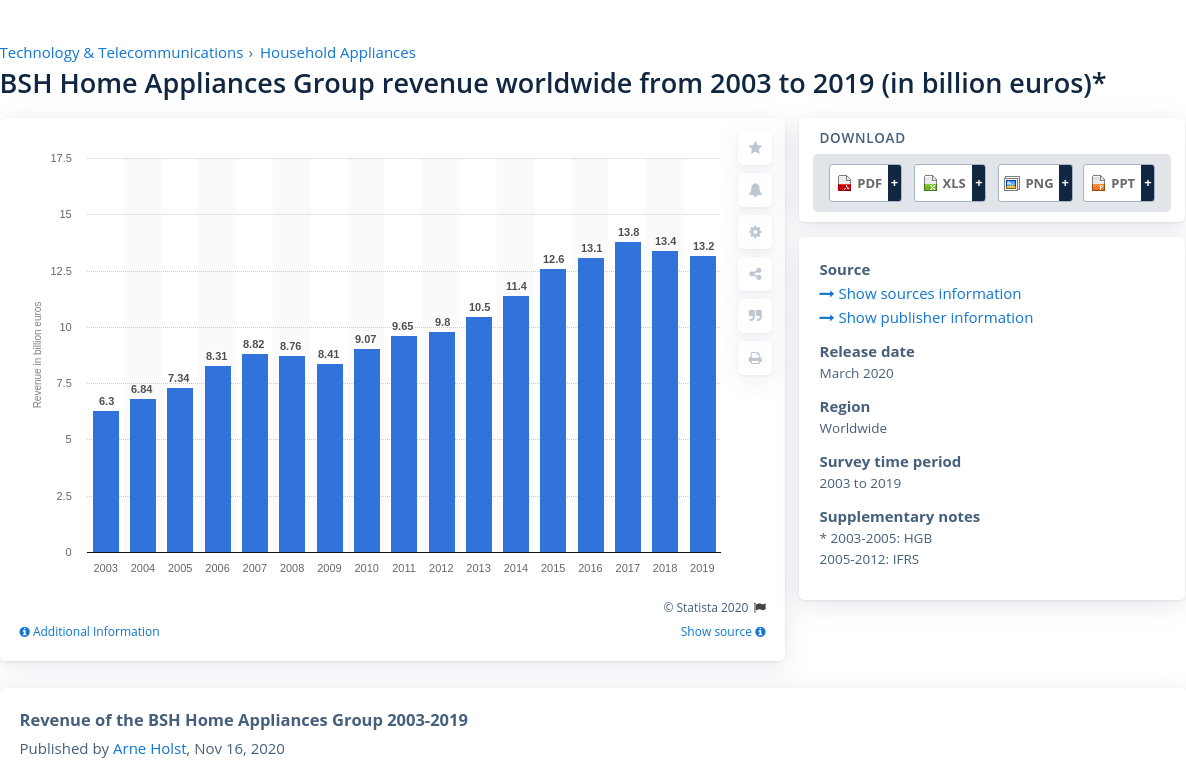 Technology & Telecommunications › Household Appliances
BSH Home Appliances Group revenue worldwide from 2003 to 2019 (in billion euros)*
17.5
15
12.5
10
7.5
5
2.5
0
Revenue in billion euros
6.3
6.84
7.34
8.31
8.82
8.76
8.41
9.07
9.65
9.8
10.5
11.4
12.6
13.1
13.8
13.4
13.2
2003 2004 2005 2006 2007 2008 2009 2010 2011 2012 2013 2014 2015 2016 2017 2018 2019
© Statista 2020
Additional Information
Show source
DOWNLOAD
PDF + XLS + PNG + PPT +
Source
Show sources information
Show publisher information
Release date
March 2020
Region
Worldwide
Survey time period
2003 to 2019
Supplementary notes
* 2003-2005: HGB
2005-2012: IFRS
Revenue of the BSH Home Appliances Group 2003-2019
Published by Arne Holst, Nov 16, 2020